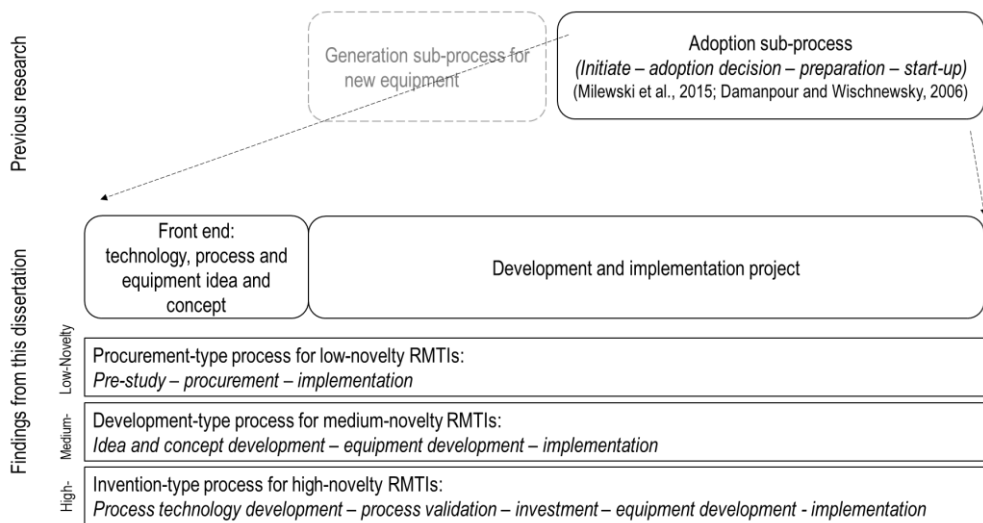 Previous research
Generation sub-process for
new equipment
Adoption sub-process
(Initiate – adoption decision – preparation – start-up)
(Milewski et al., 2015; Damanpour and Wischnewsky, 2006)
Findings from this dissertation
Front end:
technology, process and
equipment idea and
concept
Development and implementation project
Low-Novelty
Procurement-type process for low-novelty RMTIs:
Pre-study – procurement – implementation
Medium-
Development-type process for medium-novelty RMTIs:
Idea and concept development – equipment development – implementation
High-
Invention-type process for high-novelty RMTIs:
Process technology development – process validation – investment – equipment development - implementation